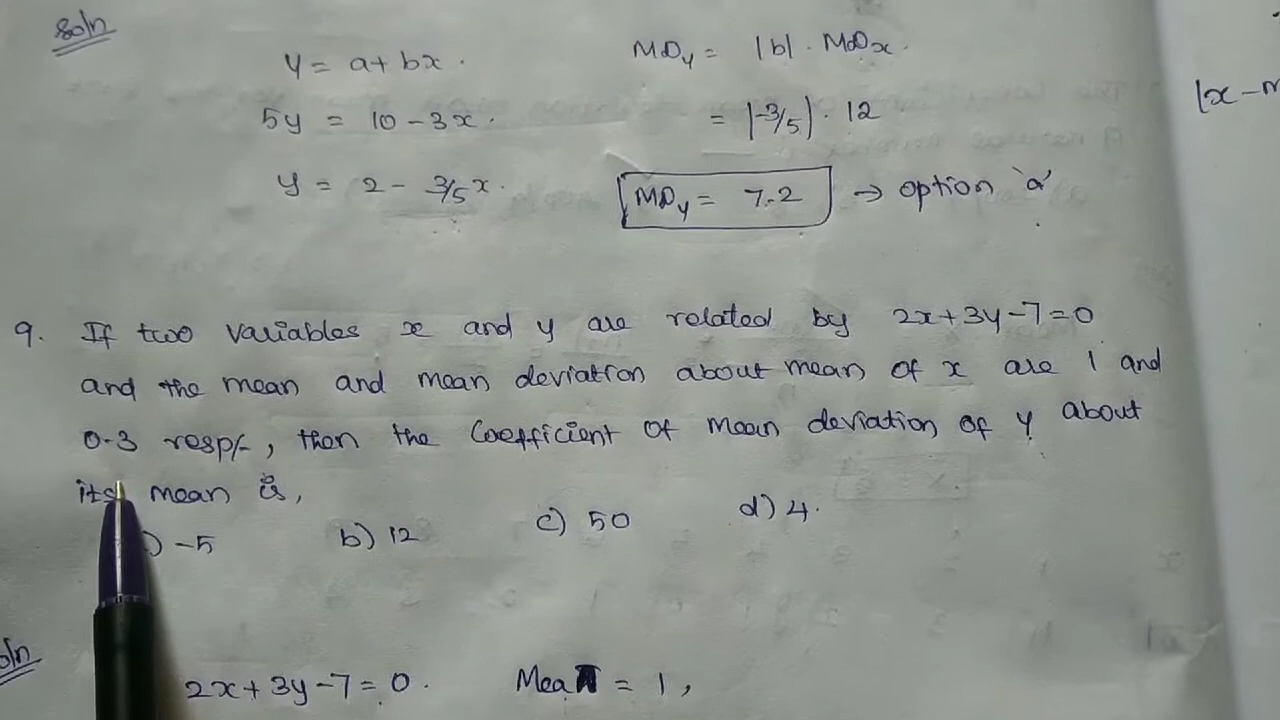 Soln
y = a + bx.
MDy = |b| . MDx.
5y = 10 - 3x.
= |-3/5| . 12
y = 2 - 3/5 x.
MDy = 7.2 → option 'a'
|x - m
9. If two variables x and y are related by 2x+3y-7=0
and the mean and mean deviation about mean of x are 1 and
0.3 resp/-, then the Coefficient of Mean deviation of y about
its mean is,
) -5 b) 12 c) 50 d) 4.
oln
2x+3y-7=0. Mean = 1,